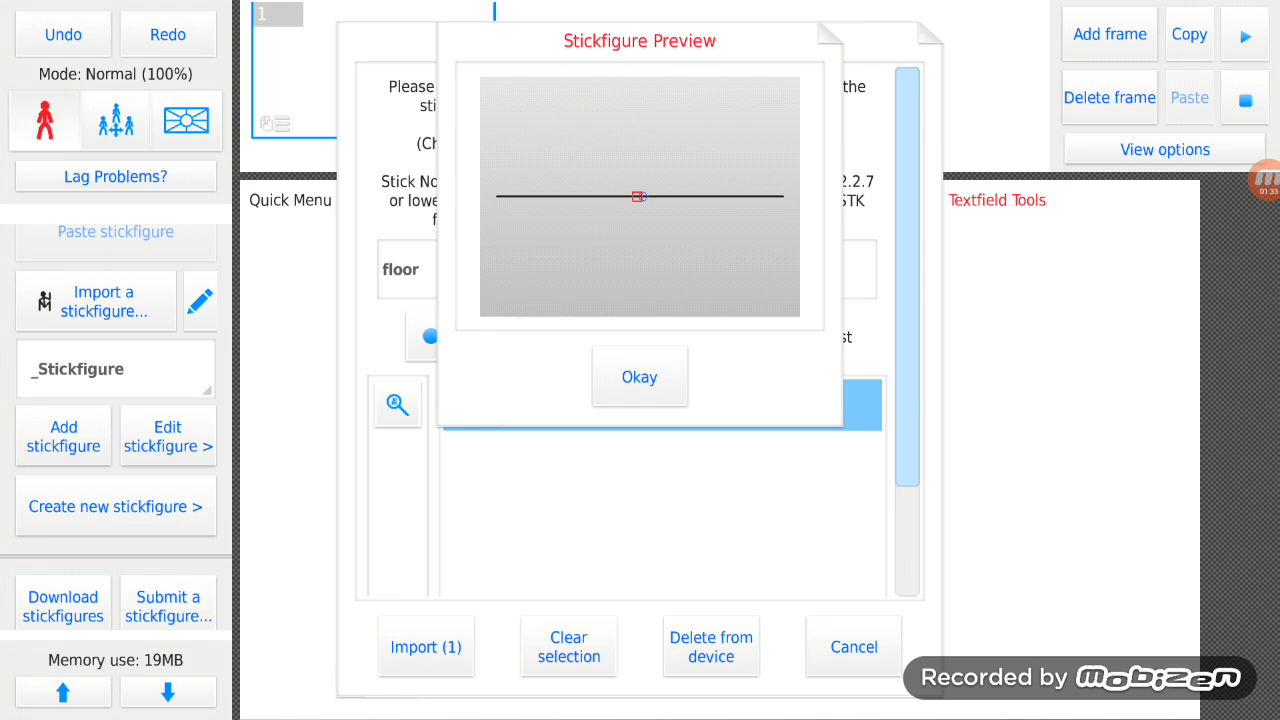 Undo
Redo
Mode: Normal (100%)
Lag Problems?
Paste stickfigure
Import a
stickfigure...
_Stickfigure
Add
stickfigure
Edit
stickfigure >
Create new stickfigure >
Download
stickfigures
Submit a
stickfigure...
Memory use: 19MB
1
Quick Menu
Stickfigure Preview
Please
the
sti
(Ch
Stick No
2.2.7
or lowe
STK
f
floor
st
Okay
Import (1)
Clear
selection
Delete from
device
Cancel
Add frame
Copy
Delete frame
Paste
View options
01:33
Textfield Tools
Recorded by mobizen